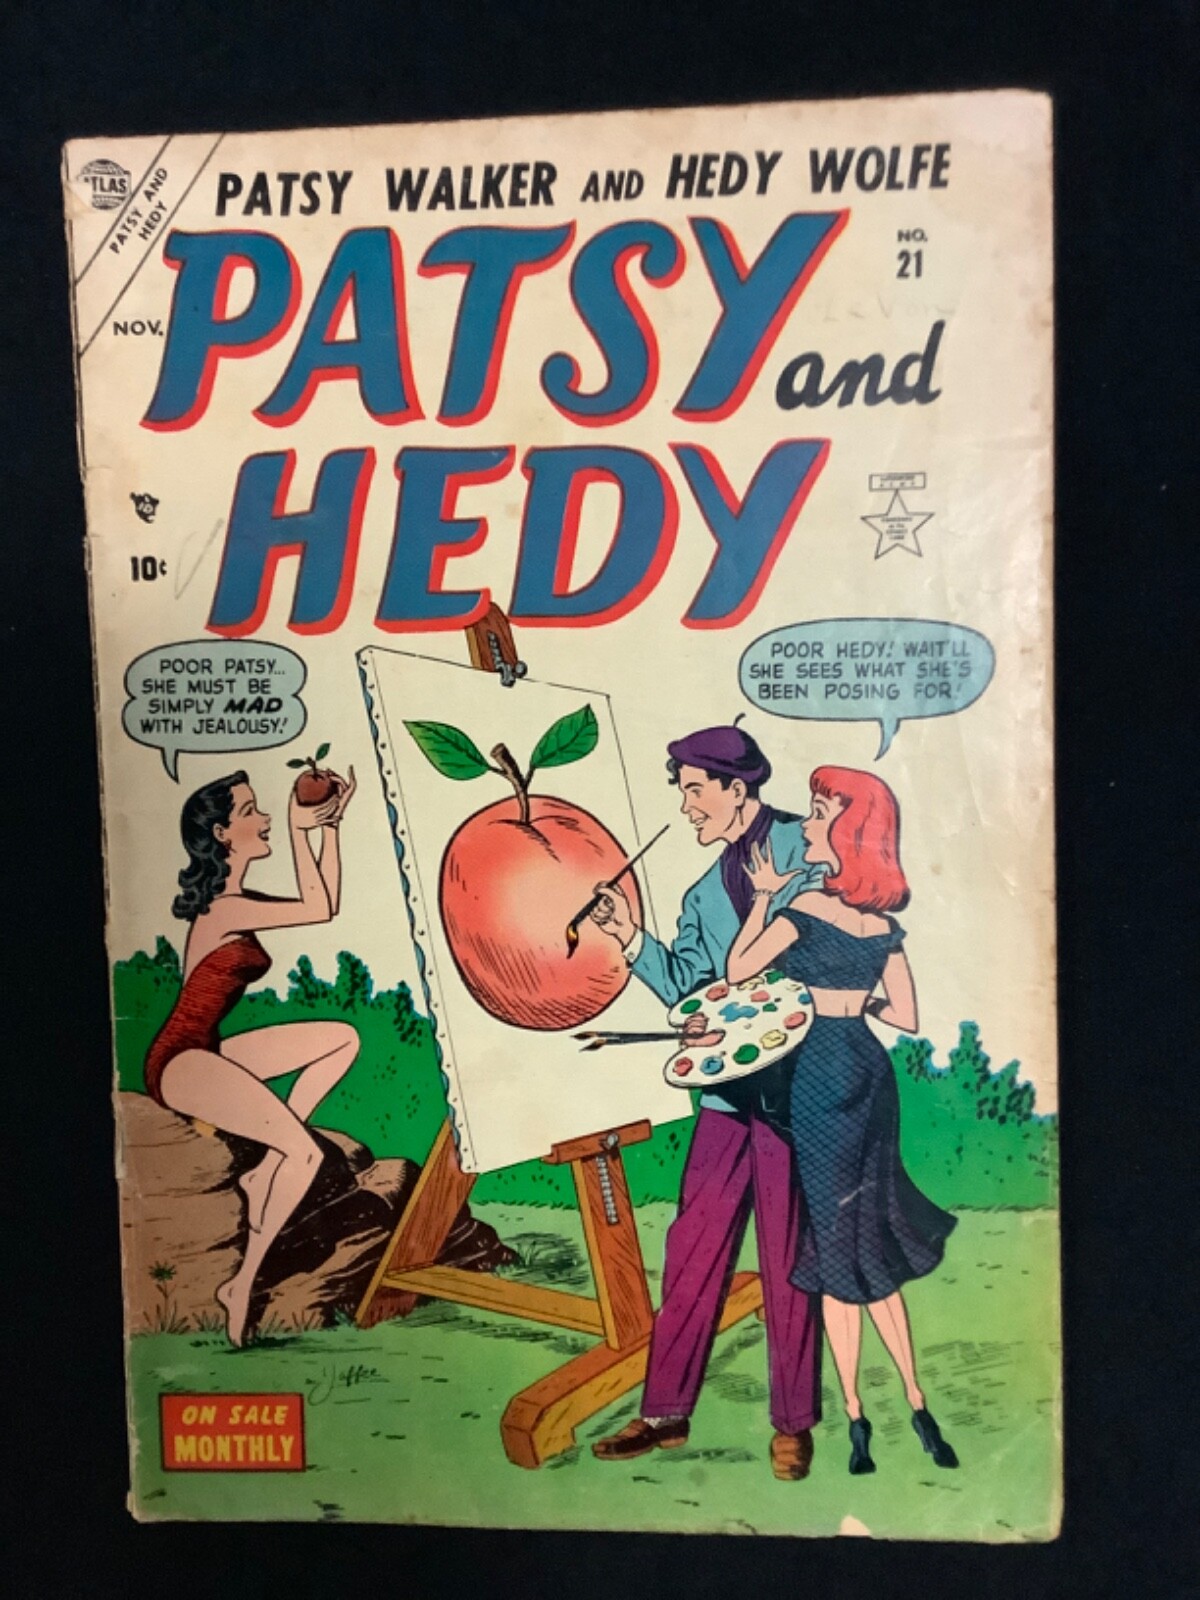 ATLAS
PATSY AND
HEDY
PATSY WALKER AND HEDY WOLFE
PATSY
and
HEDY
NO.
21
NOV.
10¢
POOR PATSY...
SHE MUST BE
SIMPLY MAD
WITH JEALOUSY!
POOR HEDY! WAIT'LL
SHE SEES WHAT SHE'S
BEEN POSING FOR!
Jaffee
ON SALE
MONTHLY